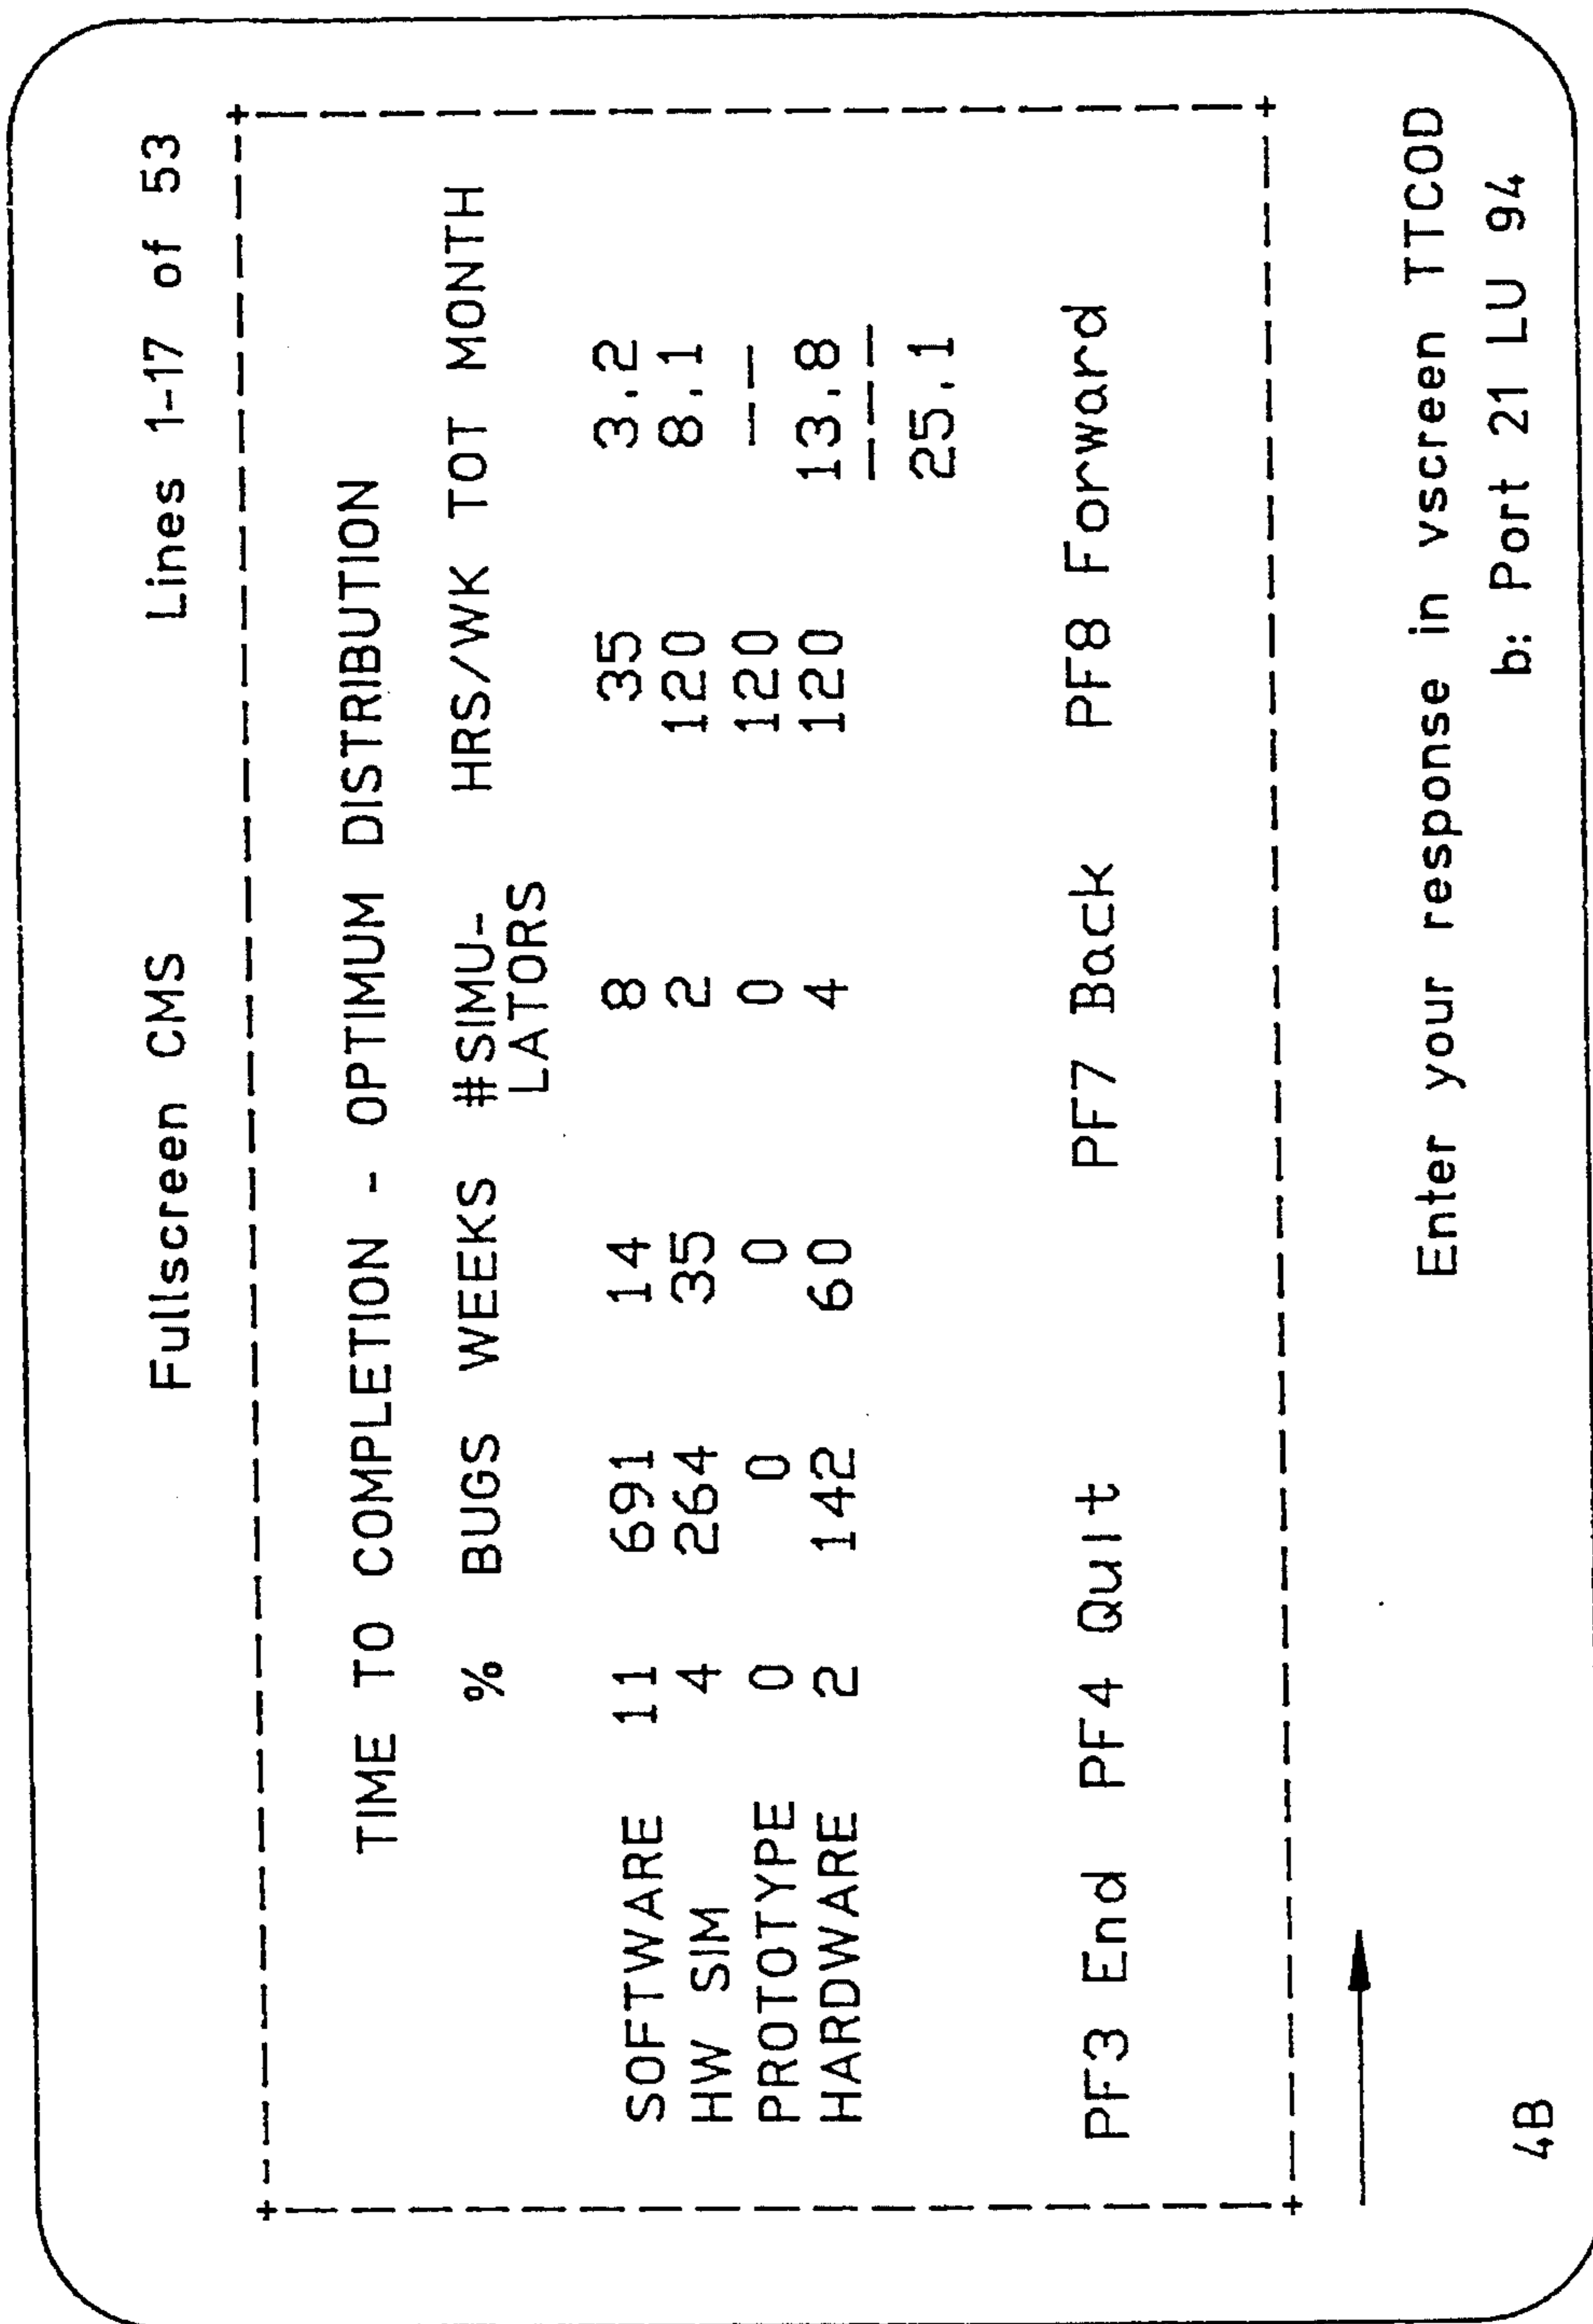 Fullscreen CMS Lines 1-17 of 53
TIME TO COMPLETION - OPTIMUM DISTRIBUTION
% BUGS WEEKS #SIMU- HRS/WK TOT MONTH
LATORS
SOFTWARE 11 691 14 8 35 3.2
HW SIM 4 264 35 2 120 8.1
PROTOTYPE 0 0 0 0 120 ---
HARDWARE 2 142 60 4 120 13.8
----
25.1
PF3 End PF4 Quit PF7 Back PF8 Forward
Enter your response in vscreen TTCOD
4B b: Port 21 LU 94